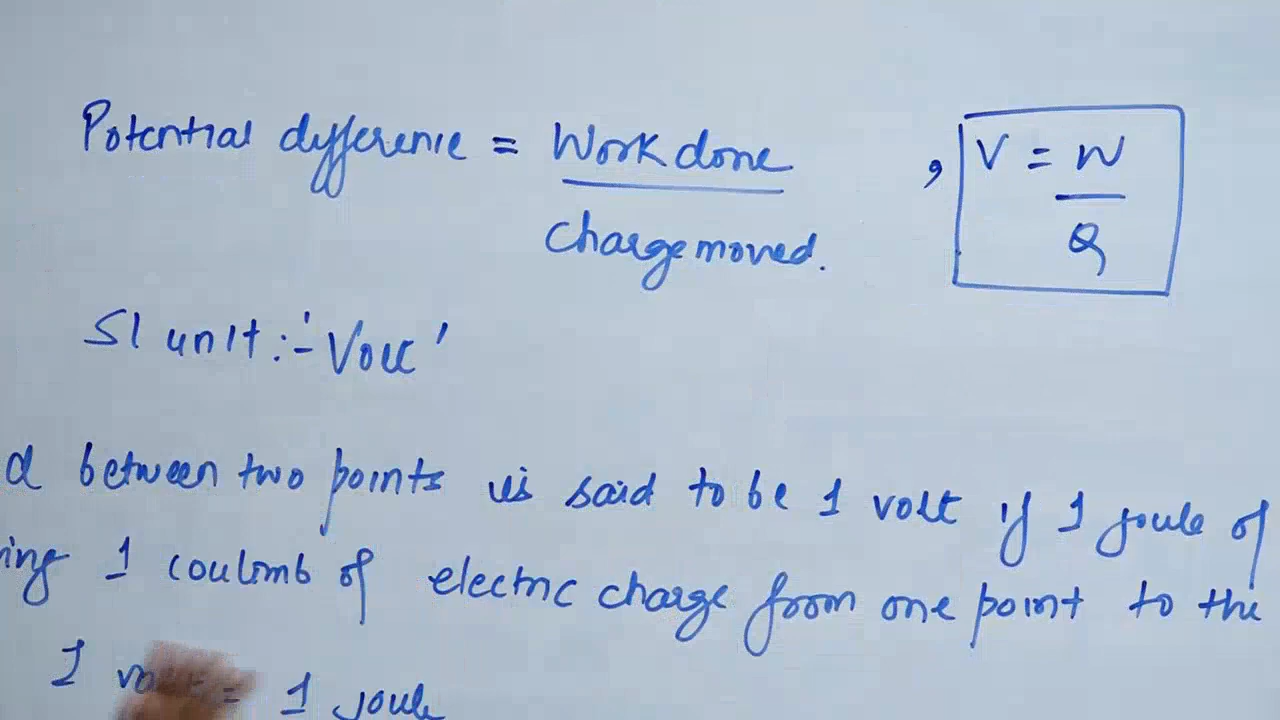 Potential difference = Work done , V = W
Charge moved. Q
SI unit :- 'Volt'
d between two points is said to be 1 volt if 1 joule of
ing 1 coulomb of electric charge from one point to the
1 volt = 1 joule